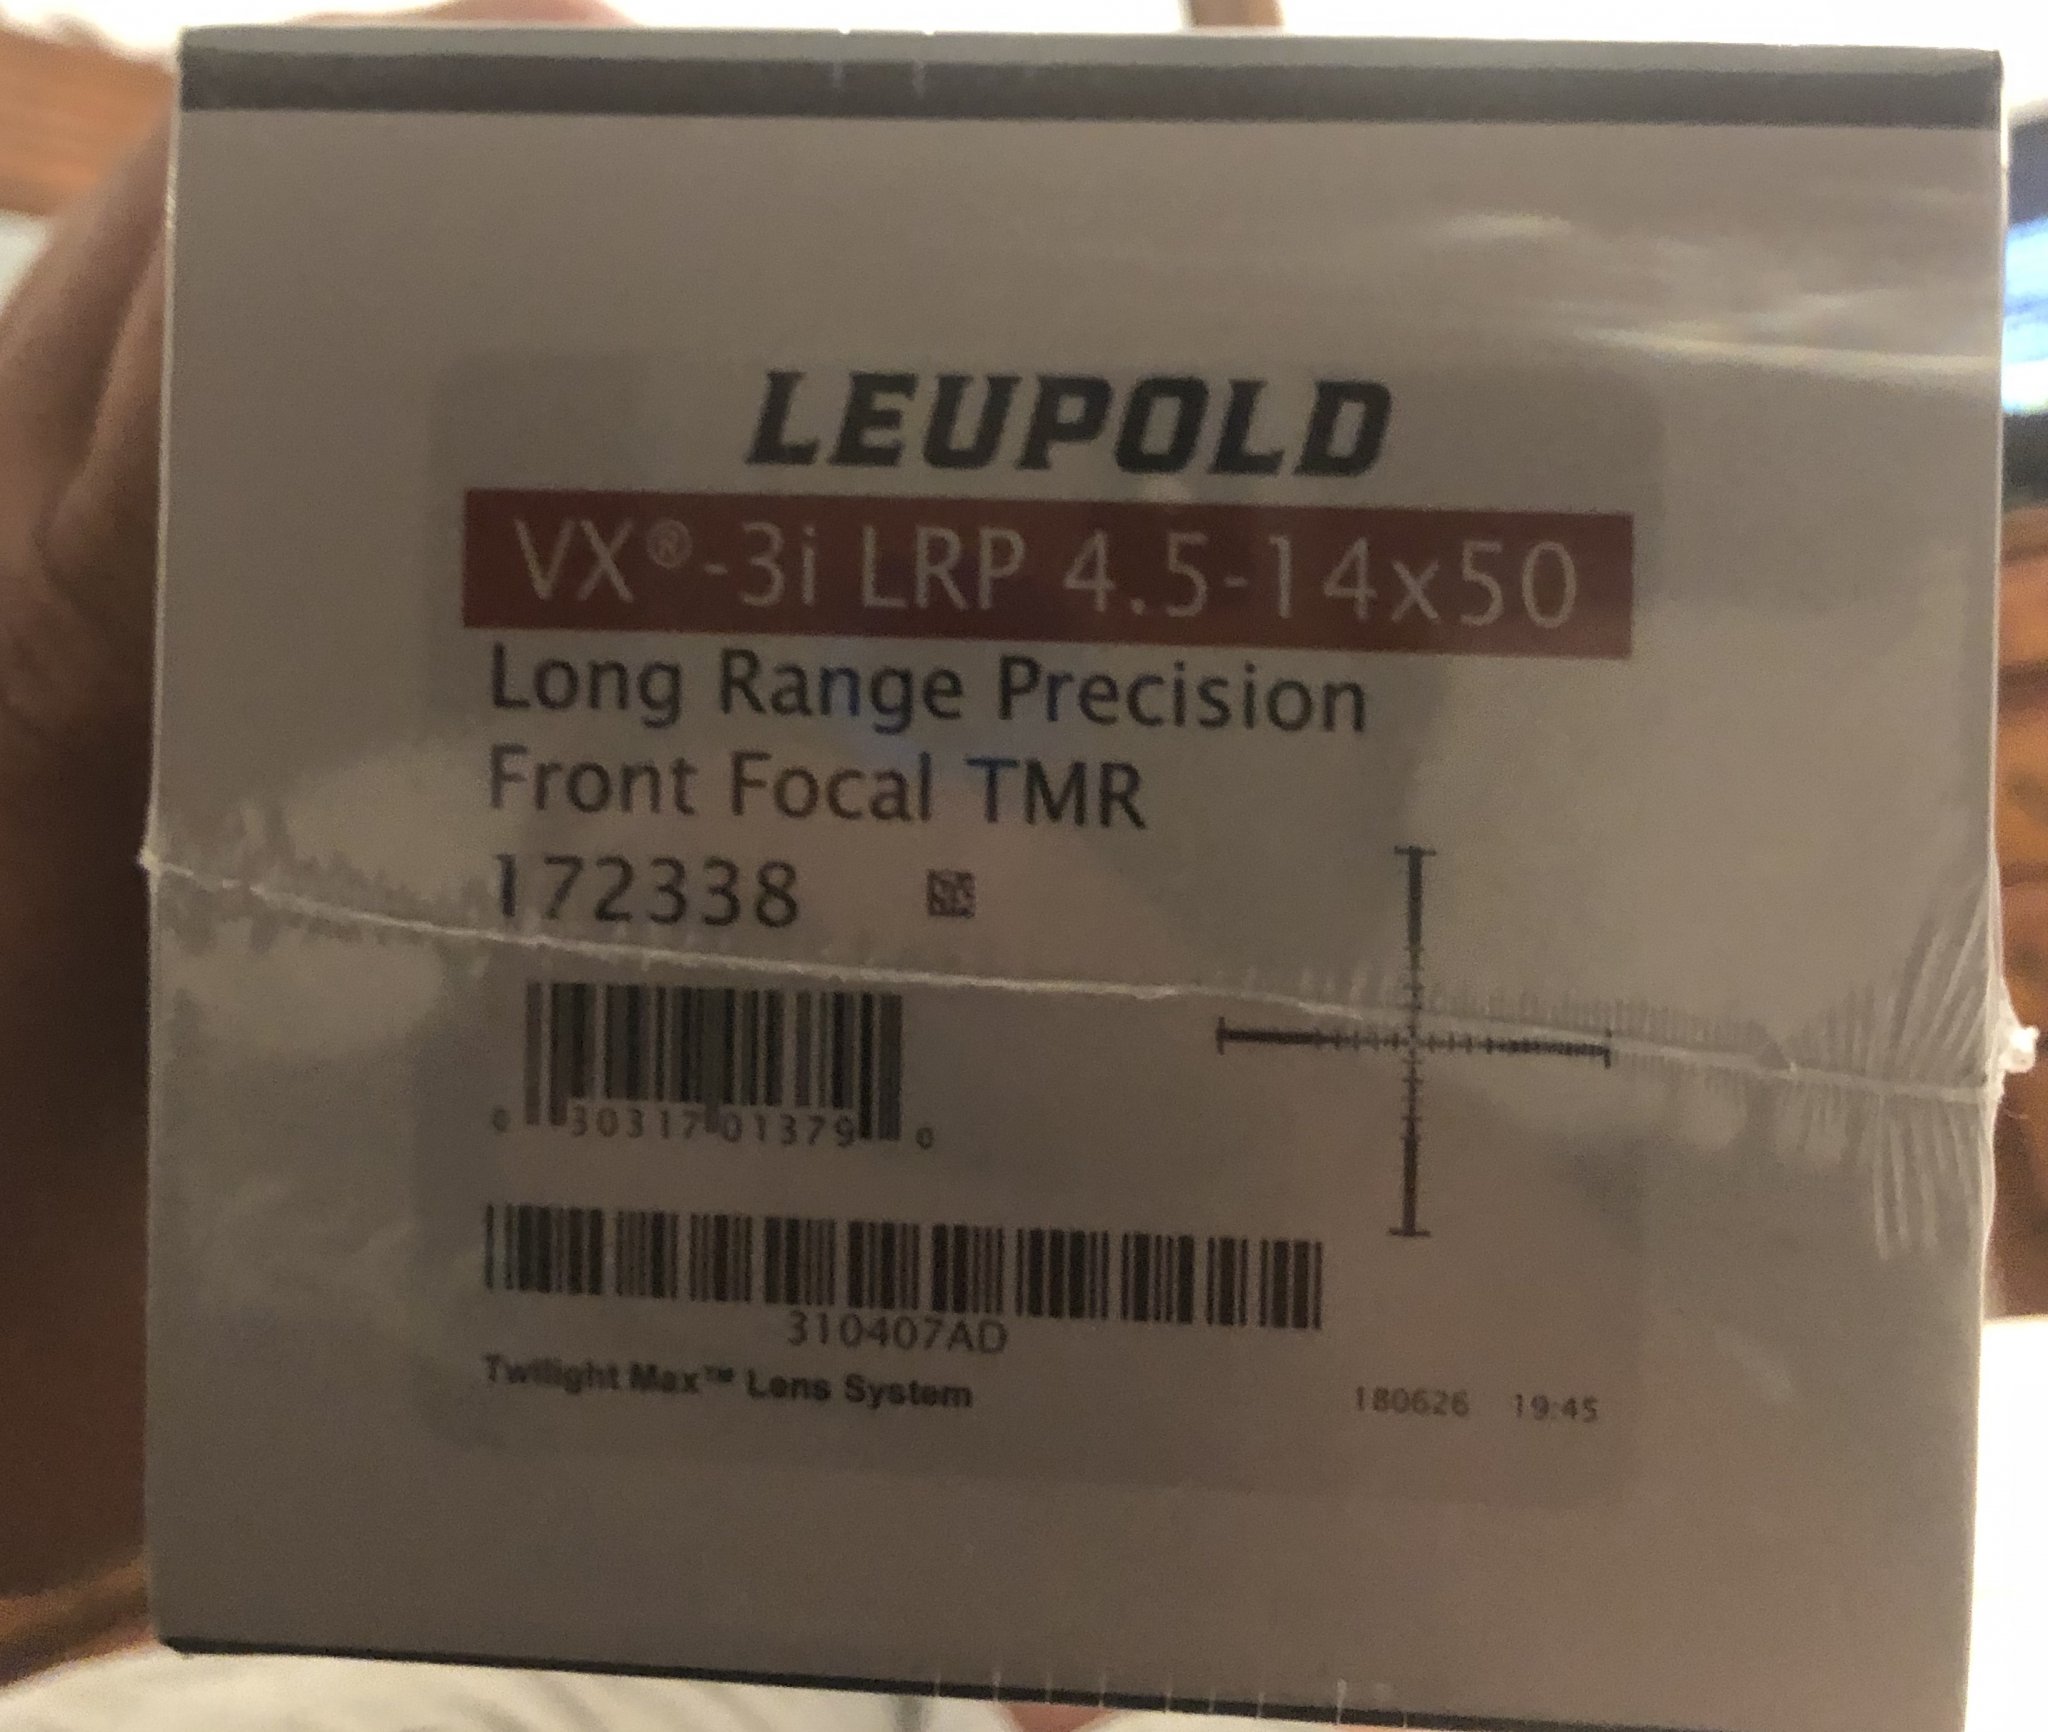 LEUPOLD
VX®-3i LRP 4.5-14x50
Long Range Precision
Front Focal TMR
172338
0 30317 01379 0
310407AD
Twilight Max™ Lens System
180626 19:45